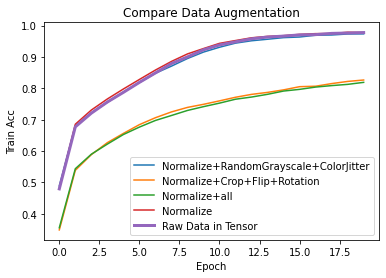 Compare Data Augmentation
1.0
0.9
0.8
0.7
0.6
0.5
0.4
Train Acc
Normalize+RandomGrayscale+ColorJitter
Normalize+Crop+Flip+Rotation
Normalize+all
Normalize
Raw Data in Tensor
0.0 2.5 5.0 7.5 10.0 12.5 15.0 17.5
Epoch